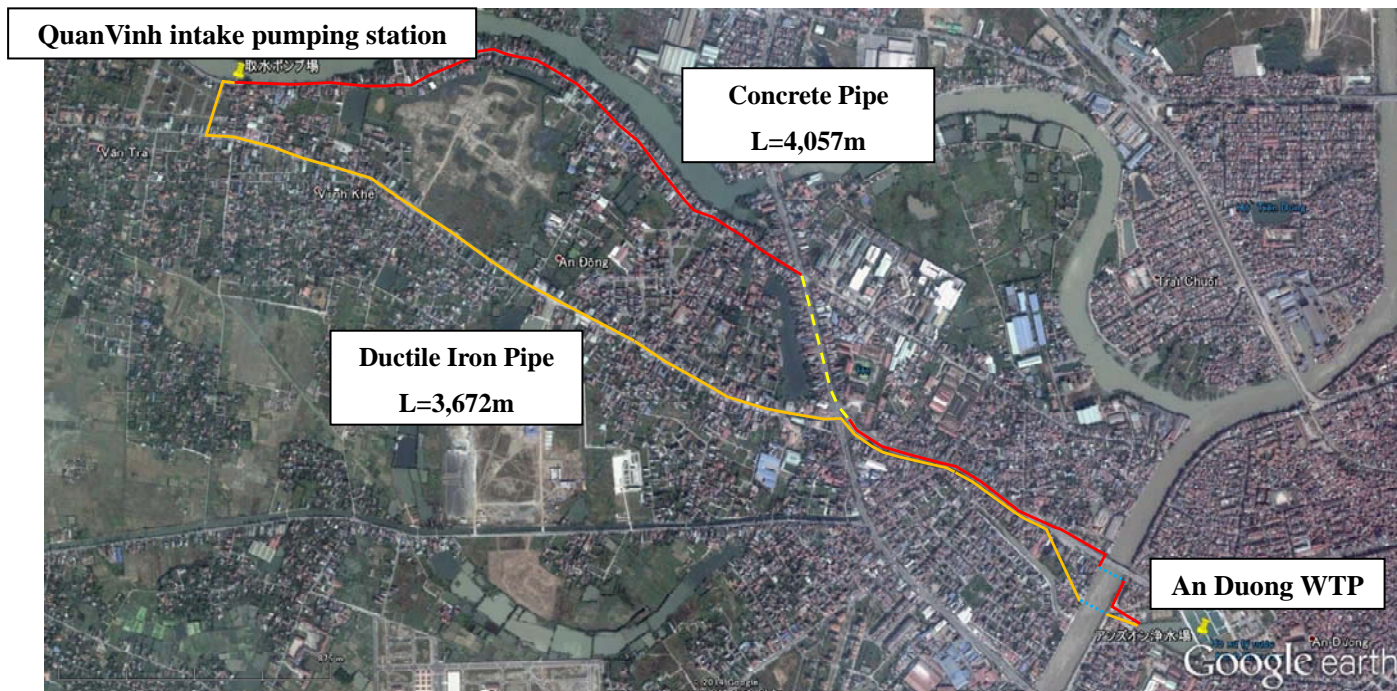 QuanVinh intake pumping station
取水ポンプ場
Concrete Pipe
L=4,057m
Văn Tra
Vĩnh Khê
An Đồng
Trại Chuối
Ductile Iron Pipe
L=3,672m
An Duong WTP
アンズオン浄水場
An Dương
© 2014 Google
Google earth